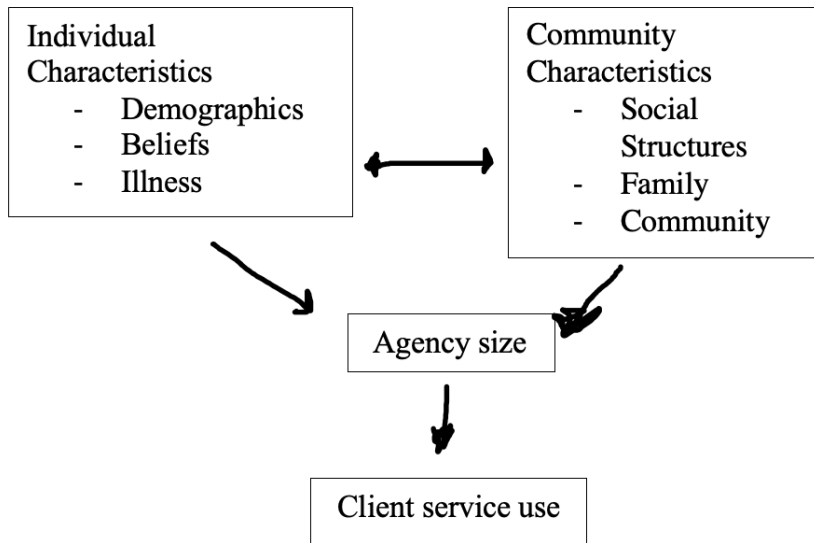 Individual
Characteristics
- Demographics
- Beliefs
- Illness
Community
Characteristics
- Social
Structures
- Family
- Community
Agency size
Client service use